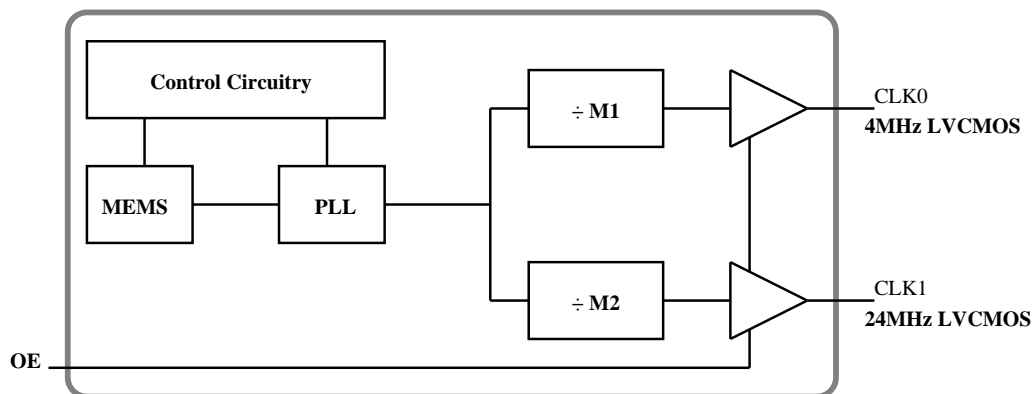 Control Circuitry
MEMS
PLL
÷ M1
÷ M2
CLK0
4MHz LVCMOS
CLK1
24MHz LVCMOS
OE